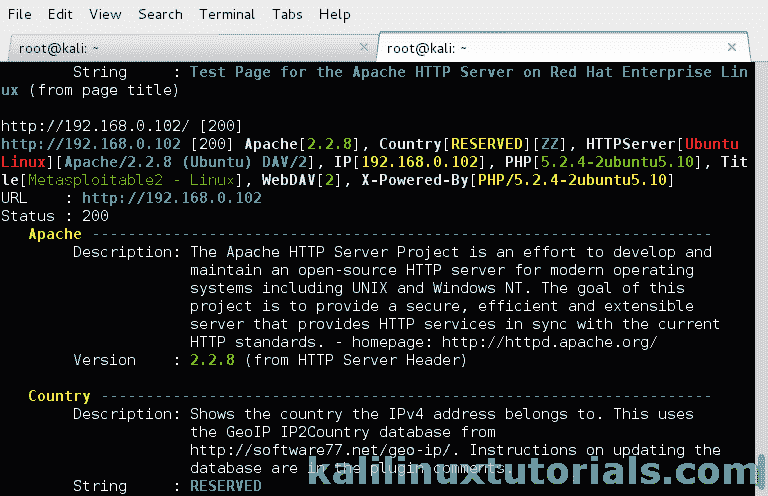 File Edit View Search Terminal Tabs Help
root@kali: ~ × root@kali: ~ ×
String : Test Page for the Apache HTTP Server on Red Hat Enterprise Lin
ux (from page title)
http://192.168.0.102/ [200]
http://192.168.0.102 [200] Apache[2.2.8], Country[RESERVED][ZZ], HTTPServer[Ubuntu
Linux][Apache/2.2.8 (Ubuntu) DAV/2], IP[192.168.0.102], PHP[5.2.4-2ubuntu5.10], Tit
le[Metasploitable2 - Linux], WebDAV[2], X-Powered-By[PHP/5.2.4-2ubuntu5.10]
URL : http://192.168.0.102
Status : 200
Apache ---------------------------------------------------------------------
Description: The Apache HTTP Server Project is an effort to develop and
maintain an open-source HTTP server for modern operating
systems including UNIX and Windows NT. The goal of this
project is to provide a secure, efficient and extensible
server that provides HTTP services in sync with the current
HTTP standards. - homepage: http://httpd.apache.org/
Version : 2.2.8 (from HTTP Server Header)
Country --------------------------------------------------------------------
Description: Shows the country the IPv4 address belongs to. This uses
the GeoIP IP2Country database from
http://software77.net/geo-ip/. Instructions on updating the
database are in the plugin comments.
String : RESERVED
kalilinuxtutorials.com